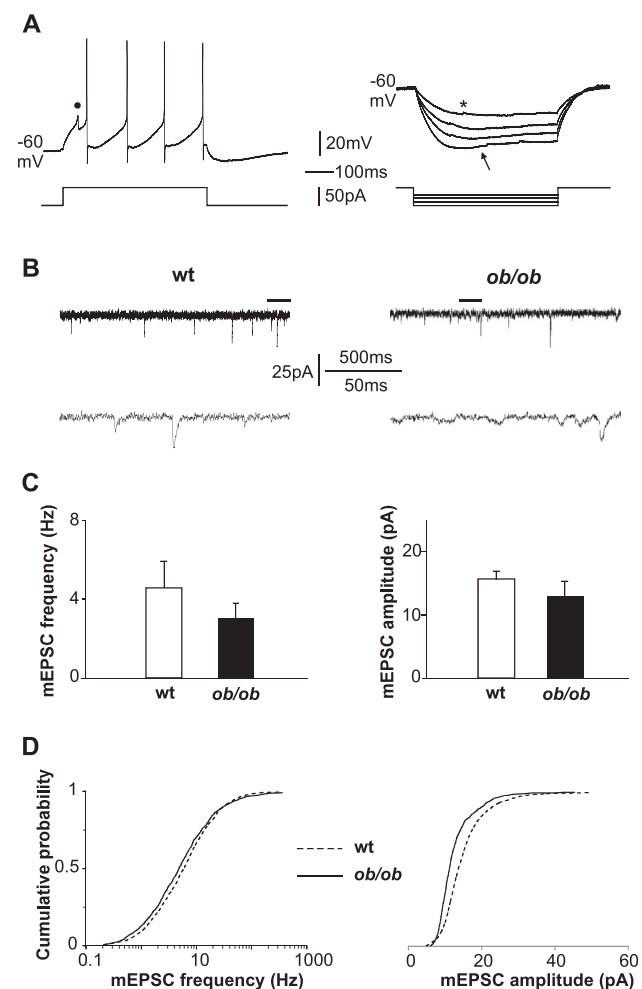 A
-60
mV
20mV
100ms
50pA
-60
mV
*
B
wt
ob/ob
25pA
500ms
50ms
C
mEPSC frequency (Hz)
8
4
0
wt
ob/ob
mEPSC amplitude (pA)
20
10
0
wt
ob/ob
D
Cumulative probability
1
0.5
0
0.1
10
1000
mEPSC frequency (Hz)
wt
ob/ob
0
20
40
60
mEPSC amplitude (pA)